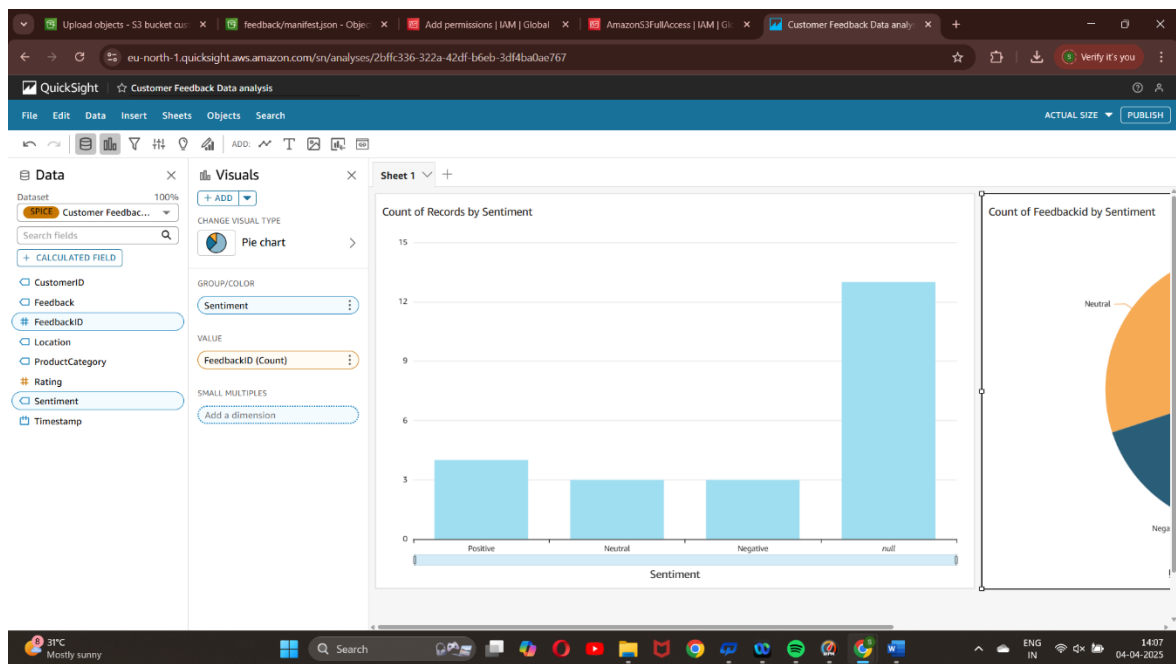 Upload objects - S3 bucket cus
feedback/manifest.json - Objec
Add permissions | IAM | Global
AmazonS3FullAccess | IAM | Gl
Customer Feedback Data analy
eu-north-1.quicksight.aws.amazon.com/sn/analyses/2bffc336-322a-42df-b6eb-3df4ba0ae767
S Verify it's you
QuickSight Customer Feedback Data analysis
File Edit Data Insert Sheets Objects Search
ACTUAL SIZE PUBLISH
ADD:
Data
Dataset 100%
SPICE Customer Feedbac...
Search fields
+ CALCULATED FIELD
CustomerID
Feedback
# FeedbackID
Location
ProductCategory
# Rating
Sentiment
Timestamp
Visuals
+ ADD
CHANGE VISUAL TYPE
Pie chart
GROUP/COLOR
Sentiment
VALUE
FeedbackID (Count)
SMALL MULTIPLES
Add a dimension
Sheet 1
Count of Records by Sentiment
15
12
9
6
3
0
Positive Neutral Negative null
Sentiment
Count of Feedbackid by Sentiment
Neutral
Nega
8
31°C
Mostly sunny
Search
ENG
IN
14:07
04-04-2025